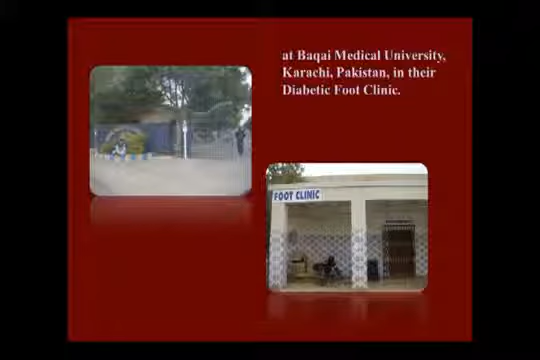 at Baqai Medical University,
Karachi, Pakistan, in their
Diabetic Foot Clinic.
FOOT CLINIC